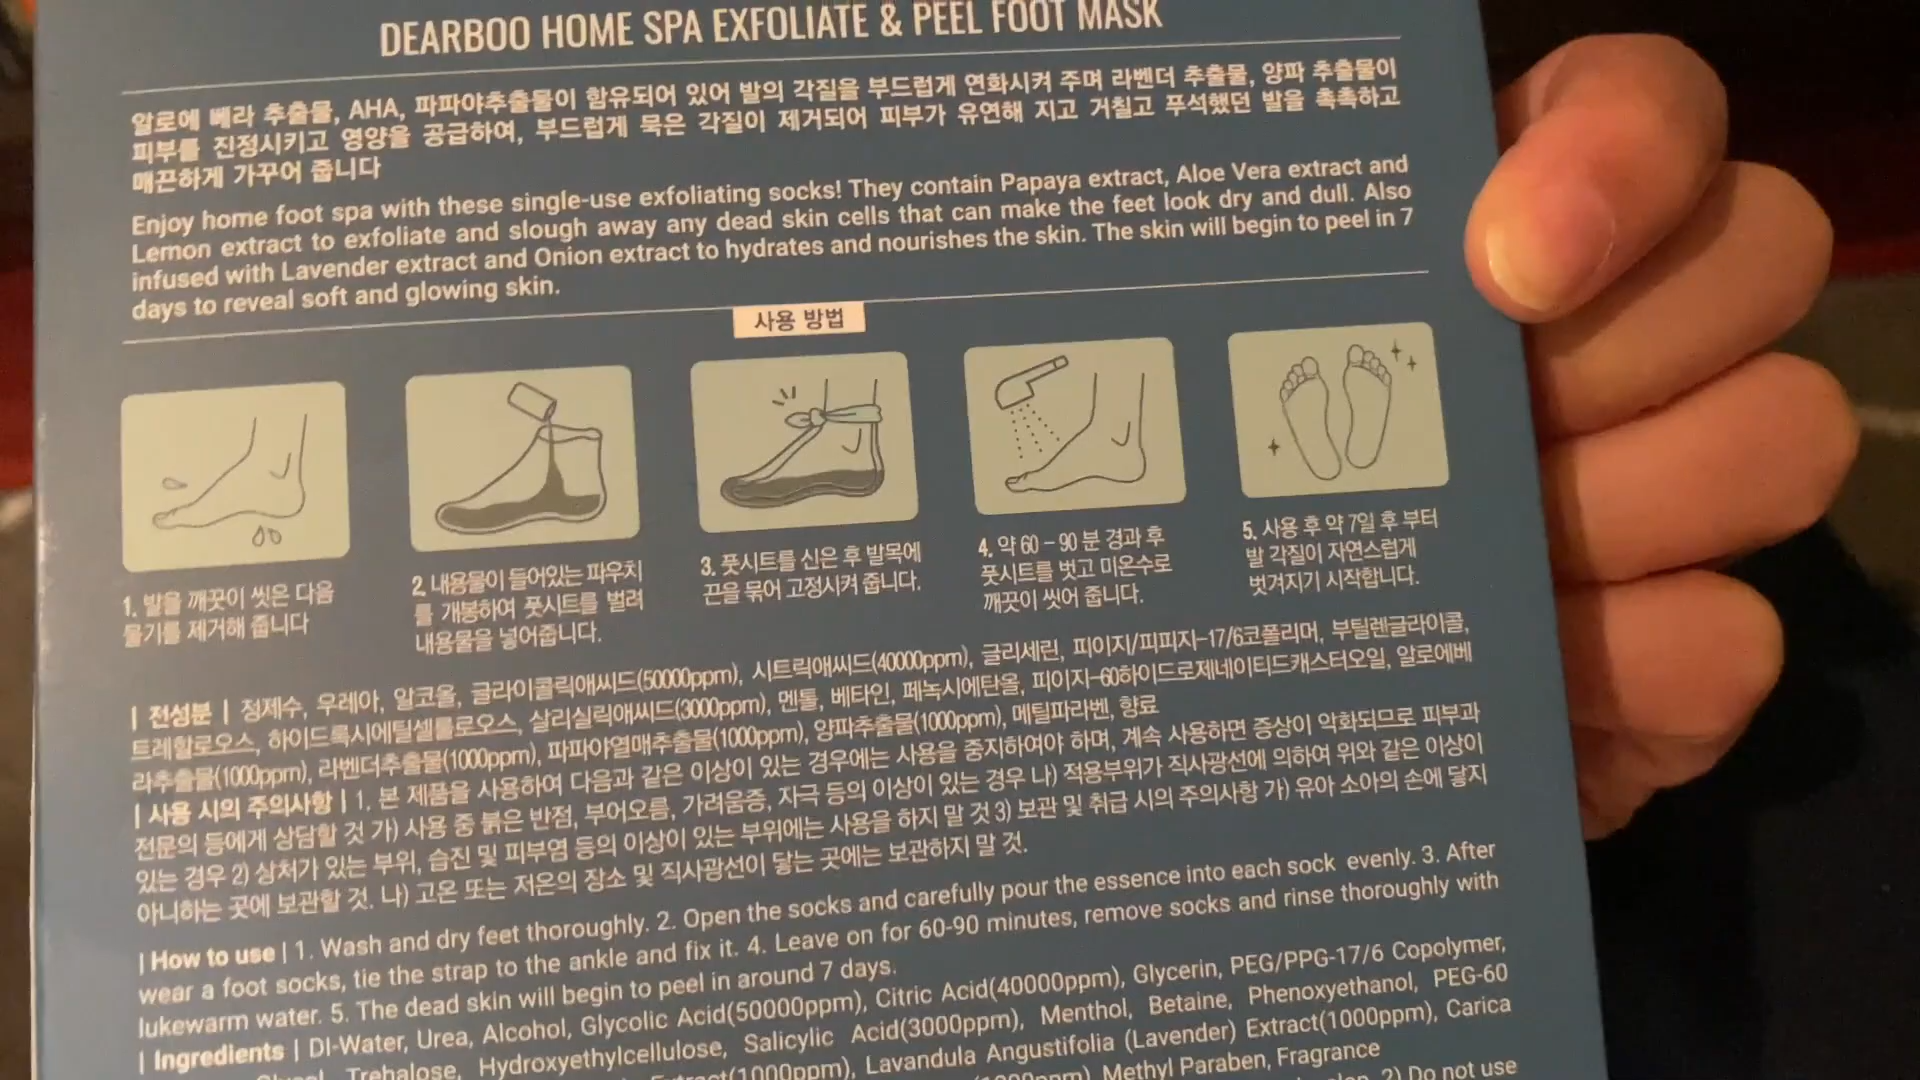 DEARBOO HOME SPA EXFOLIATE & PEEL FOOT MASK
알로에 베라 추출물, AHA, 파파야추출물이 함유되어 있어 발의 각질을 부드럽게 연화시켜 주며 라벤더 추출물, 양파 추출물이
피부를 진정시키고 영양을 공급하여, 부드럽게 묵은 각질이 제거되어 피부가 유연해 지고 거칠고 푸석했던 발을 촉촉하고
매끈하게 가꾸어 줍니다
Enjoy home foot spa with these single-use exfoliating socks! They contain Papaya extract, Aloe Vera extract and
Lemon extract to exfoliate and slough away any dead skin cells that can make the feet look dry and dull. Also
infused with Lavender extract and Onion extract to hydrates and nourishes the skin. The skin will begin to peel in 7
days to reveal soft and glowing skin.
사용 방법
1. 발을 깨끗이 씻은 다음
물기를 제거해 줍니다
2. 내용물이 들어있는 파우치
를 개봉하여 풋시트를 벌려
내용물을 넣어줍니다.
3. 풋시트를 신은 후 발목에
끈을 묶어 고정시켜 줍니다.
4. 약 60 – 90 분 경과 후
풋시트를 벗고 미온수로
깨끗이 씻어 줍니다.
5. 사용 후 약 7일 후 부터
발 각질이 자연스럽게
벗겨지기 시작합니다.
| 전성분 | 정제수, 우레아, 알코올, 글라이콜릭애씨드(50000ppm), 시트릭애씨드(40000ppm), 글리세린, 피이지/피피지-17/6코폴리머, 부틸렌글라이콜,
트레할로오스, 하이드록시에틸셀룰로오스, 살리실릭애씨드(3000ppm), 멘톨, 베타인, 페녹시에탄올, 피이지-60하이드로제네이티드캐스터오일, 알로에베
라추출물(1000ppm), 라벤더추출물(1000ppm), 파파야열매추출물(1000ppm), 양파추출물(1000ppm), 메틸파라벤, 향료
| 사용 시의 주의사항 | 1. 본 제품을 사용하여 다음과 같은 이상이 있는 경우에는 사용을 중지하여야 하며, 계속 사용하면 증상이 악화되므로 피부과
전문의 등에게 상담할 것 가) 사용 중 붉은 반점, 부어오름, 가려움증, 자극 등의 이상이 있는 경우 나) 적용부위가 직사광선에 의하여 위와 같은 이상이
있는 경우 2) 상처가 있는 부위, 습진 및 피부염 등의 이상이 있는 부위에는 사용을 하지 말 것 3) 보관 및 취급 시의 주의사항 가) 유아 소아의 손에 닿지
아니하는 곳에 보관할 것. 나) 고온 또는 저온의 장소 및 직사광선이 닿는 곳에는 보관하지 말 것.
| How to use | 1. Wash and dry feet thoroughly. 2. Open the socks and carefully pour the essence into each sock evenly. 3. After
wear a foot socks, tie the strap to the ankle and fix it. 4. Leave on for 60-90 minutes, remove socks and rinse thoroughly with
lukewarm water. 5. The dead skin will begin to peel in around 7 days.
| Ingredients | DI-Water, Urea, Alcohol, Glycolic Acid(50000ppm), Citric Acid(40000ppm), Glycerin, PEG/PPG-17/6 Copolymer,
Trehalose, Hydroxyethylcellulose, Salicylic Acid(3000ppm), Menthol, Betaine, Phenoxyethanol, PEG-60
Extract(1000ppm), Lavandula Angustifolia (Lavender) Extract(1000ppm), Carica
Methyl Paraben, Fragrance
2) Do not use